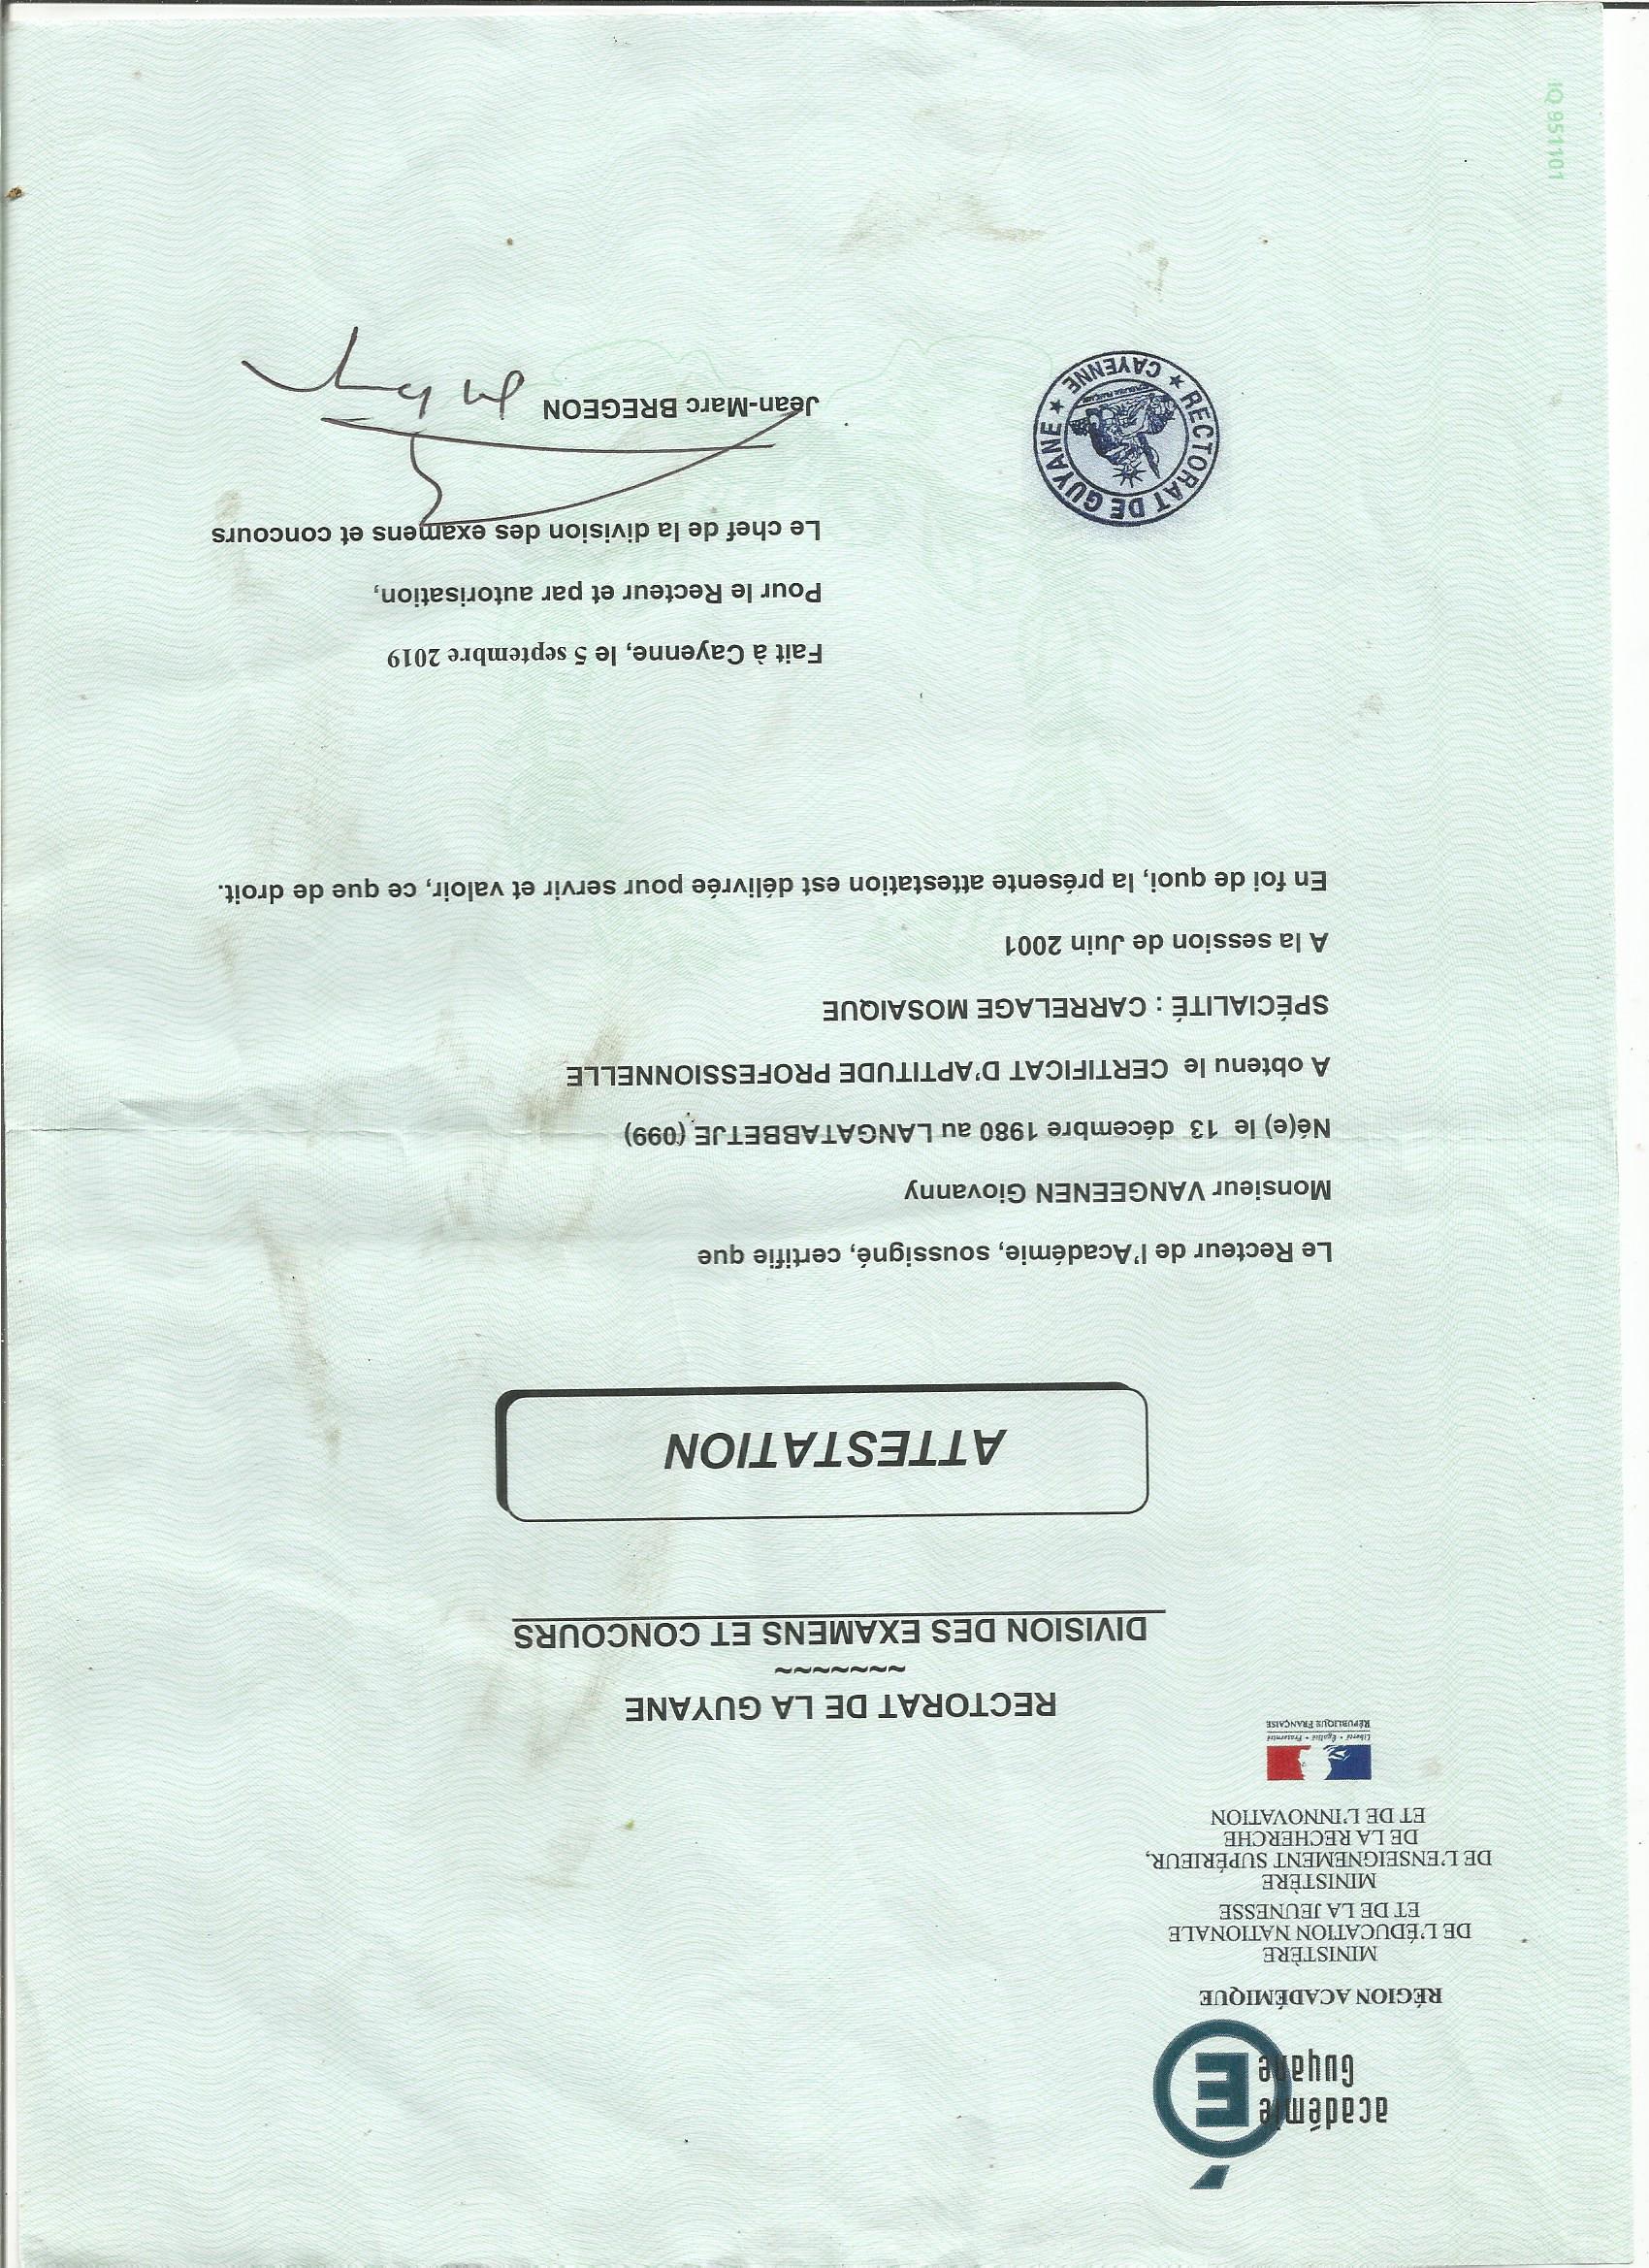 académie
Guyane
É
RÉGION ACADÉMIQUE
MINISTÈRE
DE L'ÉDUCATION NATIONALE
ET DE LA JEUNESSE
MINISTÈRE
DE L'ENSEIGNEMENT SUPÉRIEUR,
DE LA RECHERCHE
ET DE L'INNOVATION
Liberté • Égalité • Fraternité
RÉPUBLIQUE FRANÇAISE
RECTORAT DE LA GUYANE
~~~~~~~
DIVISION DES EXAMENS ET CONCOURS
ATTESTATION
Le Recteur de l'Académie, soussigné, certifie que
Monsieur VANGEENEN Giovanny
Né(e) le 13 décembre 1980 au LANGATABBETJE (099)
A obtenu le CERTIFICAT D'APTITUDE PROFESSIONNELLE
SPÉCIALITÉ : CARRELAGE MOSAIQUE
A la session de Juin 2001
En foi de quoi, la présente attestation est délivrée pour servir et valoir, ce que de droit.
Fait à Cayenne, le 5 septembre 2019
Pour le Recteur et par autorisation,
Le chef de la division des examens et concours
Jean-Marc BREGEON
RECTORAT DE GUYANE
★ CAYENNE ★
IQ 951101